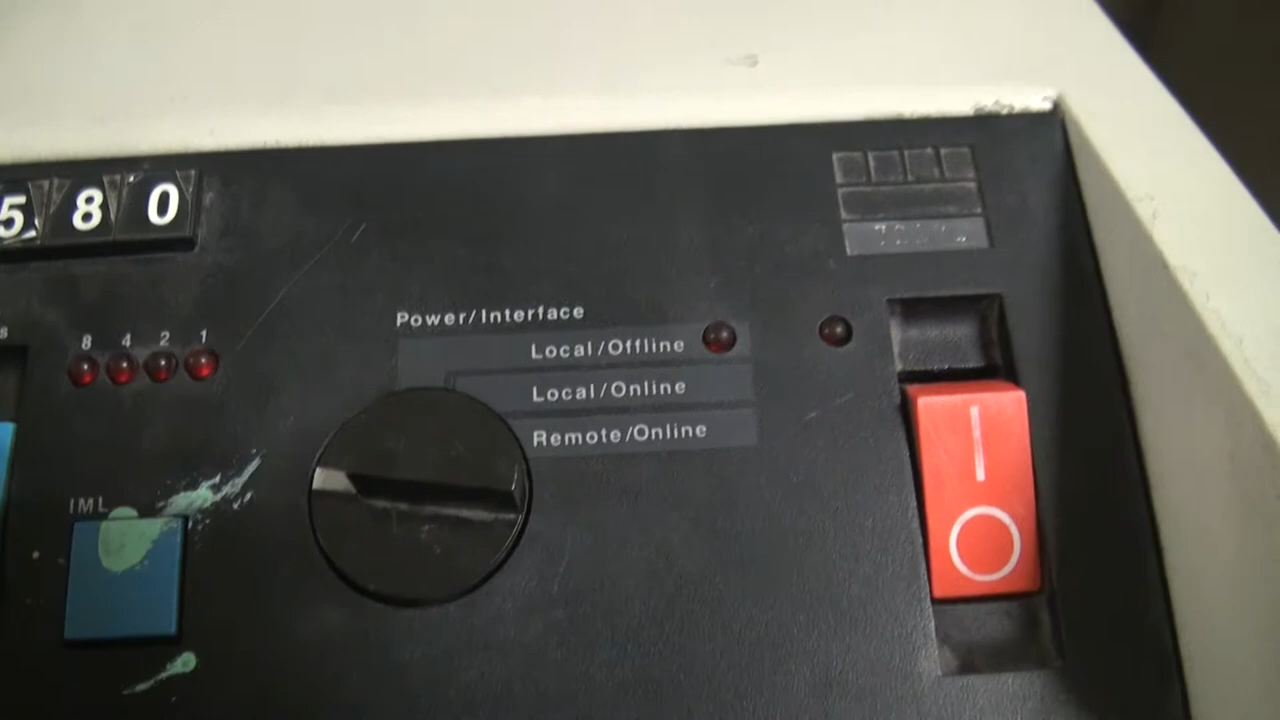 5 8 0
s
8 4 2 1
Power/Interface
Local/Offline
Local/Online
Remote/Online
IML